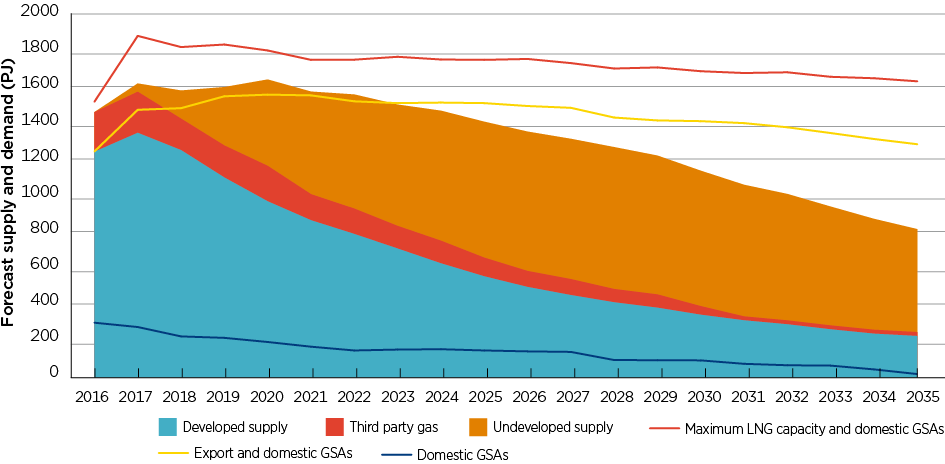 Forecast supply and demand (PJ)
2000
1800
1600
1400
1200
1000
800
600
400
200
0
2016 2017 2018 2019 2020 2021 2022 2023 2024 2025 2026 2027 2028 2029 2030 2031 2032 2033 2034 2035
Developed supply Third party gas Undeveloped supply Maximum LNG capacity and domestic GSAs
Export and domestic GSAs Domestic GSAs